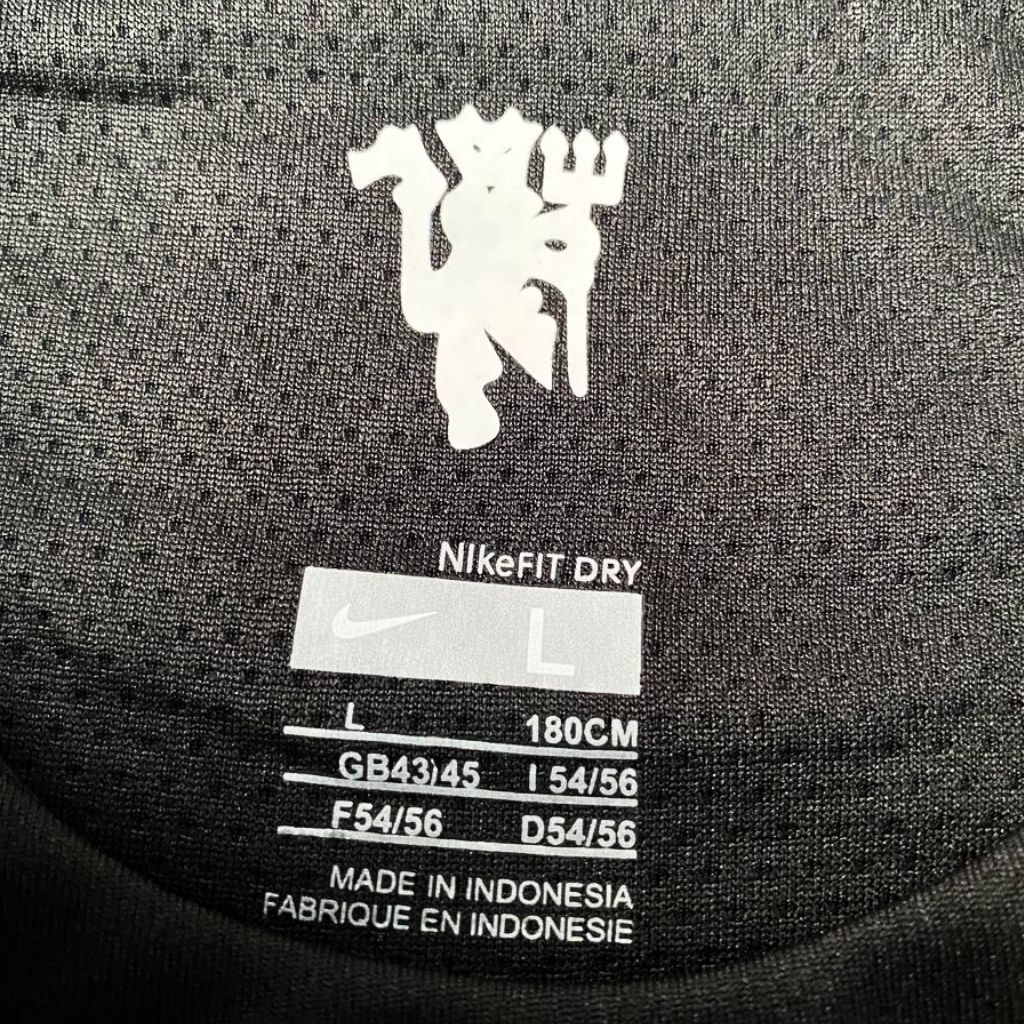 NIkeFIT DRY
L
L 180CM
GB43/45 I 54/56
F54/56 D54/56
MADE IN INDONESIA
FABRIQUE EN INDONESIE